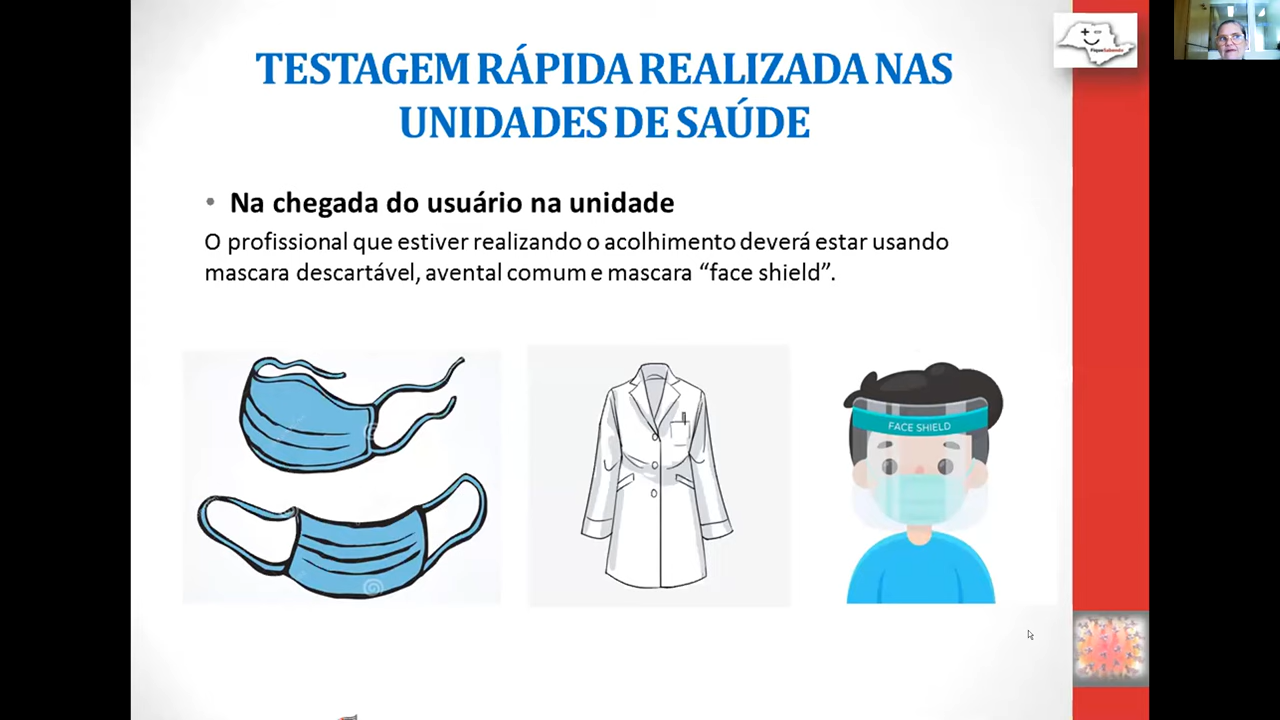 TESTAGEM RÁPIDA REALIZADA NAS
UNIDADES DE SAÚDE
• Na chegada do usuário na unidade
O profissional que estiver realizando o acolhimento deverá estar usando
mascara descartável, avental comum e mascara “face shield”.
FACE SHIELD
FiqueSabendo